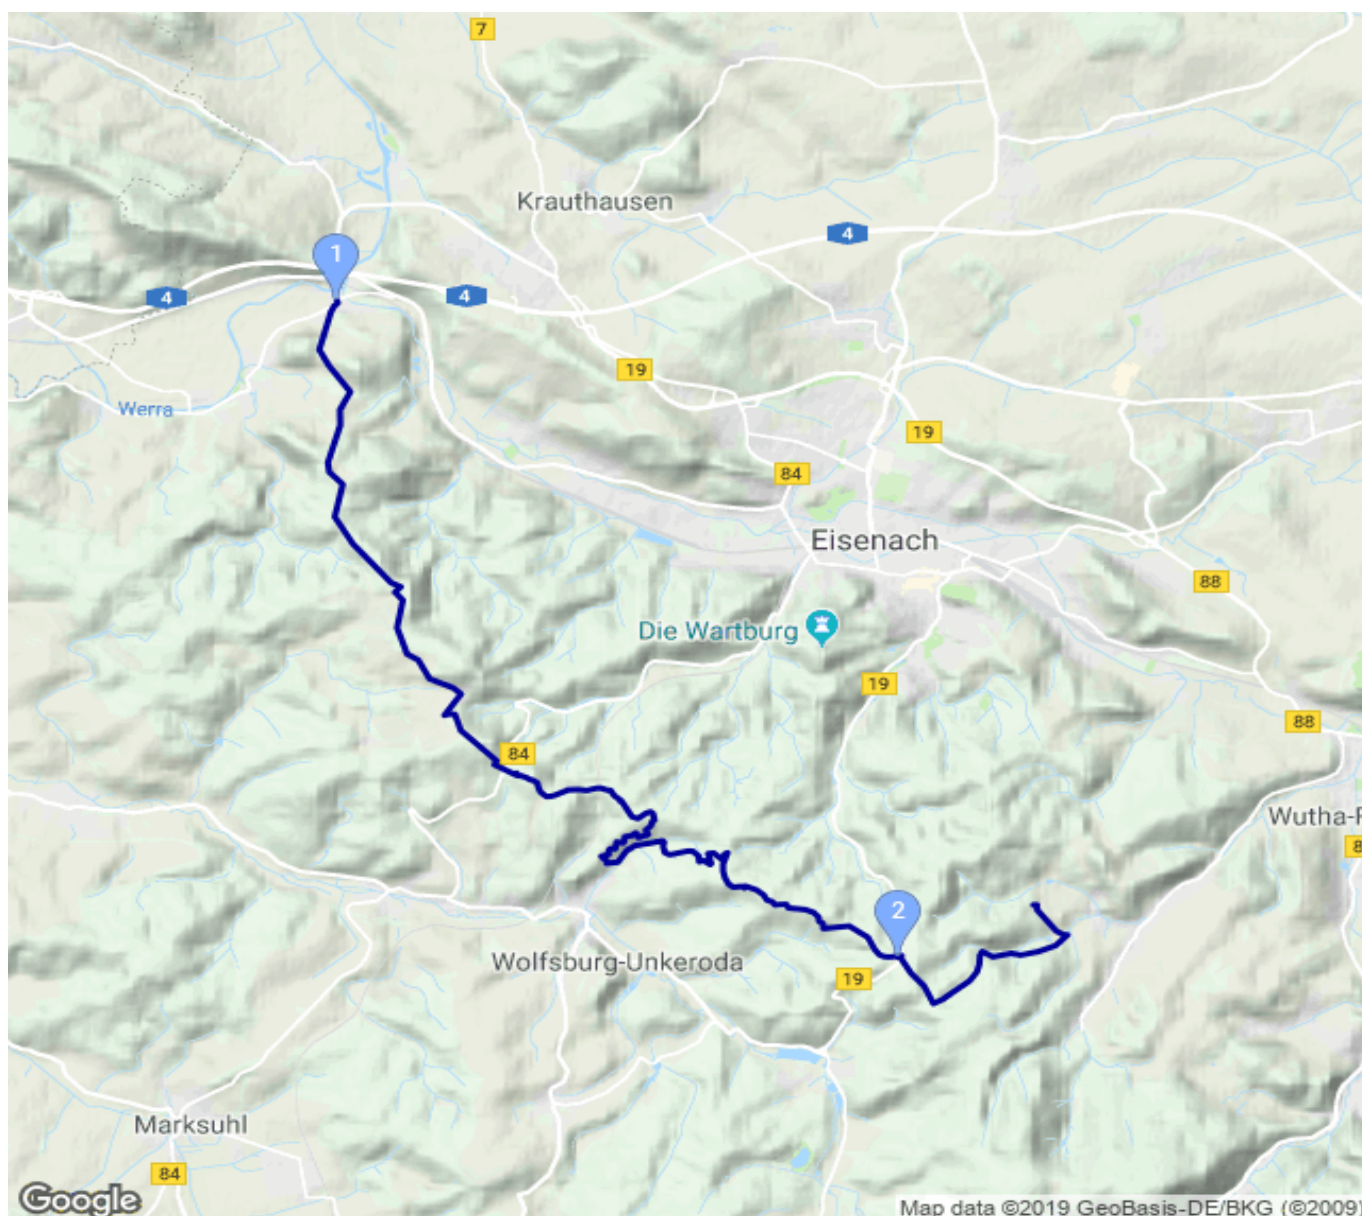 7
Krauthausen
4
1
4
4
19
Werra
19
84
Eisenach
88
Die Wartburg
19
88
84
Wutha-F
8
2
Wolfsburg-Unkeroda
19
Marksuhl
84
Google
Map data ©2019 GeoBasis-DE/BKG (©2009)